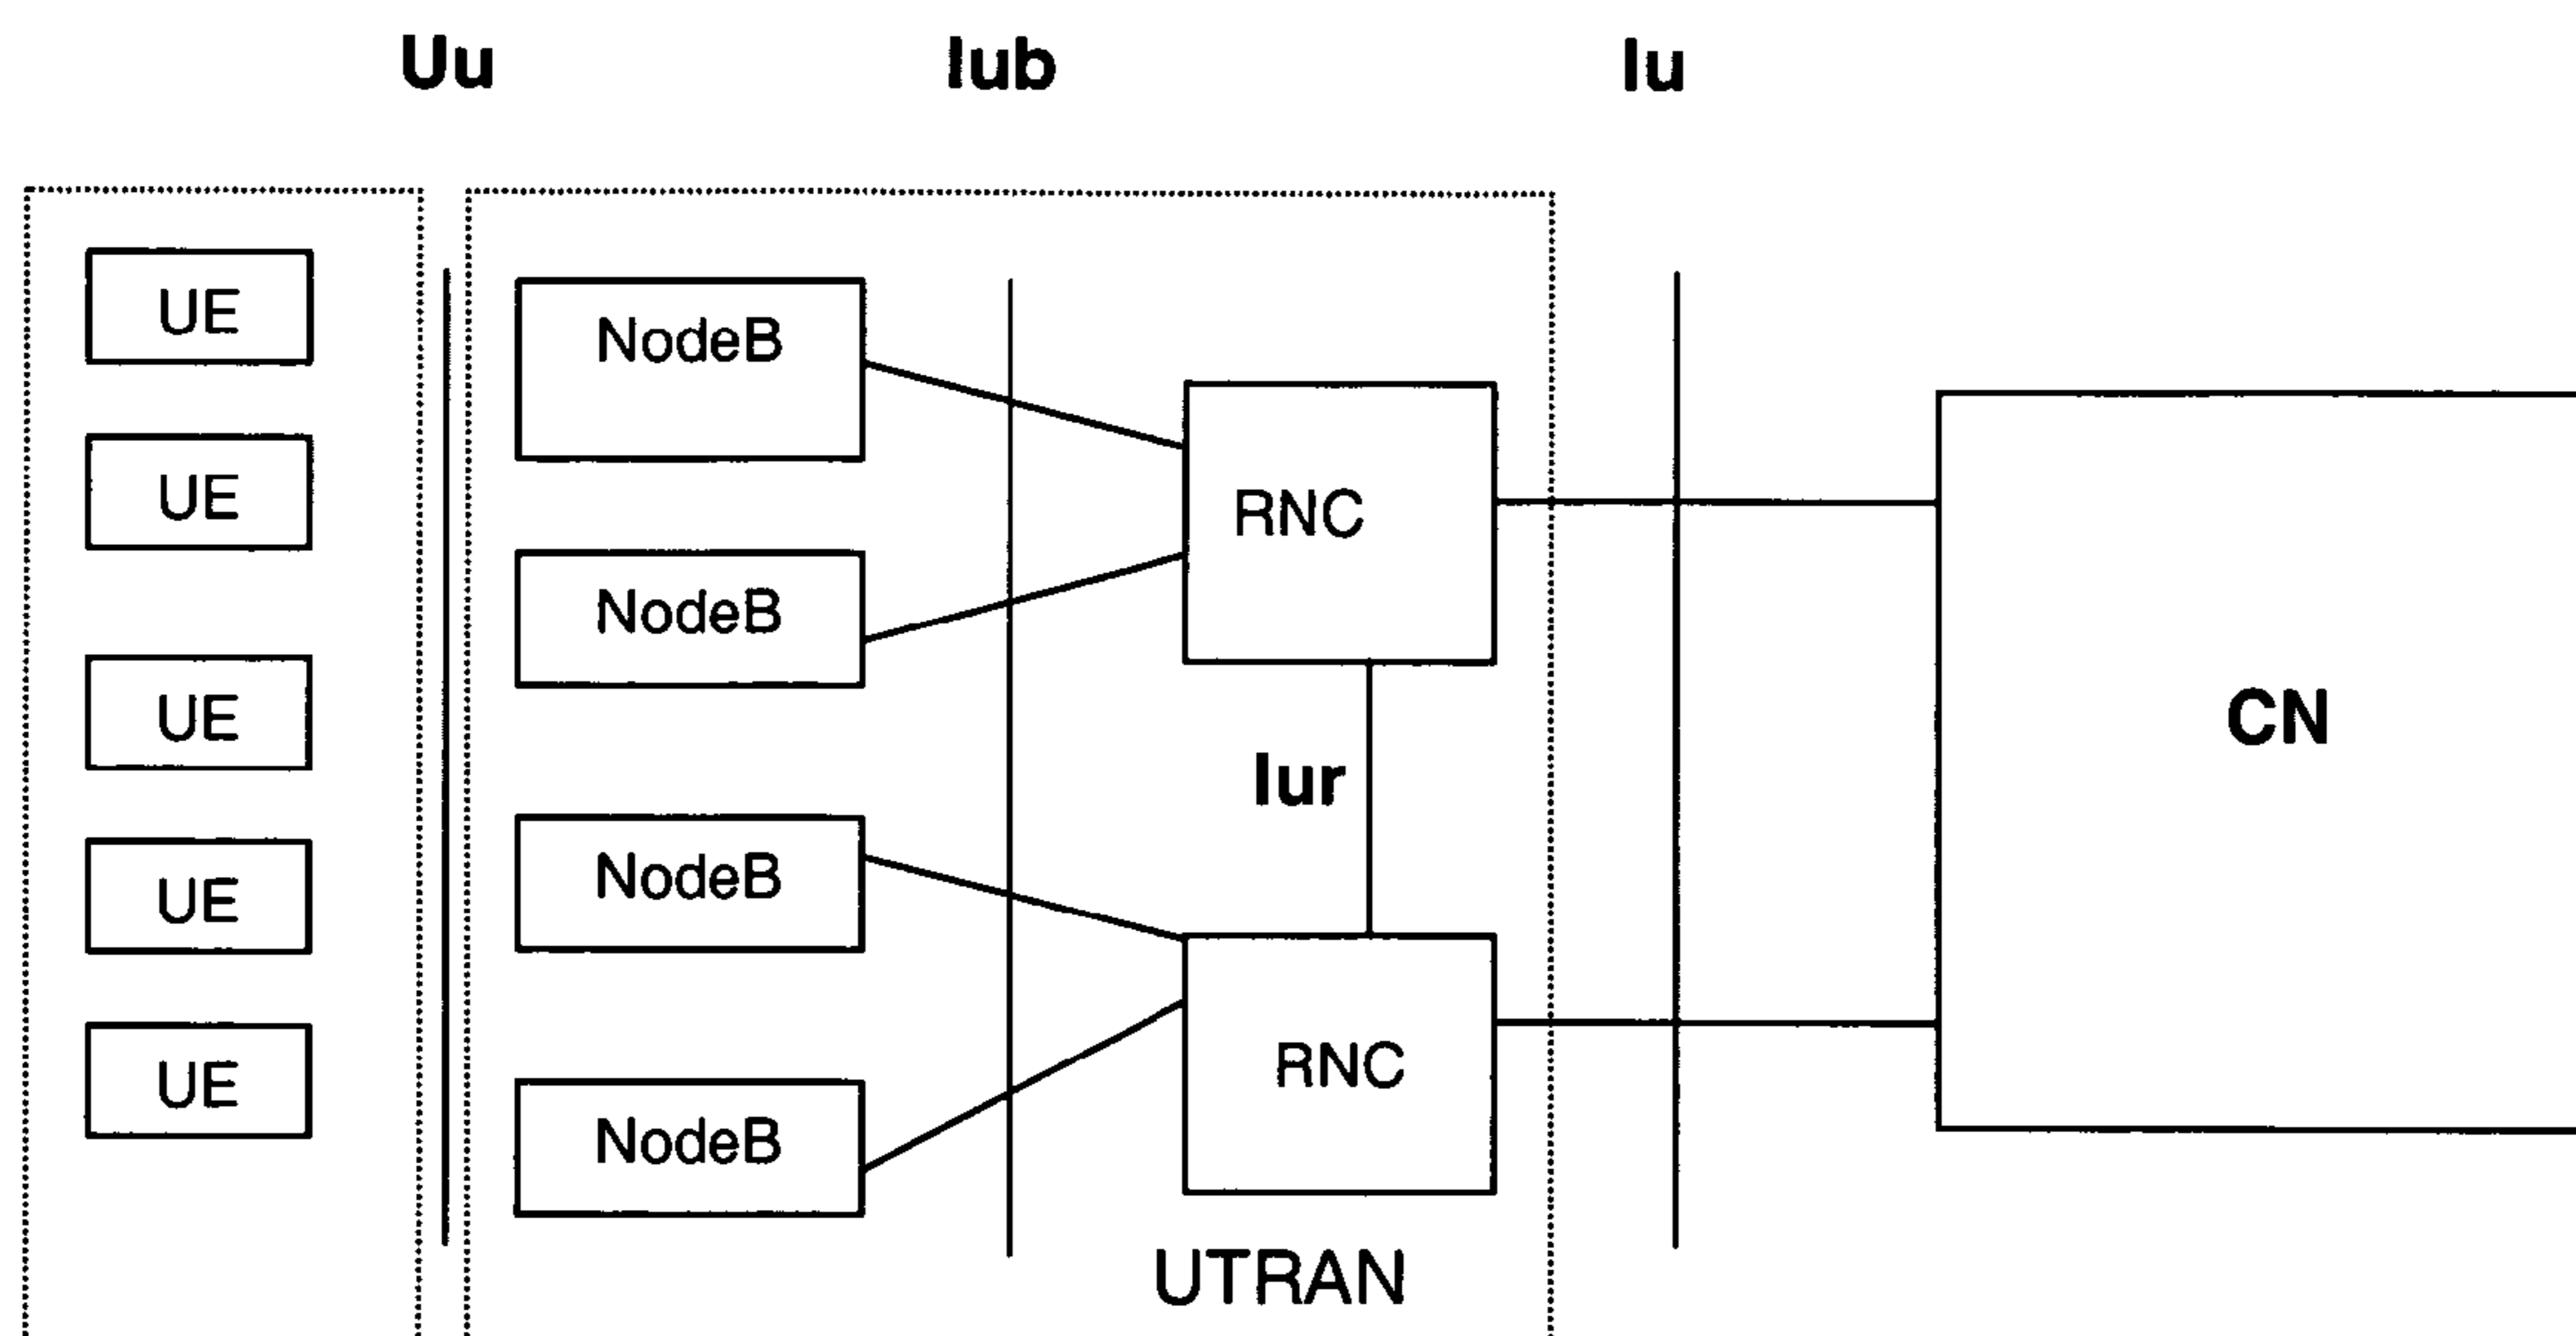 Uu
Iub
Iu
UE
UE
UE
UE
UE
NodeB
NodeB
NodeB
NodeB
RNC
Iur
RNC
UTRAN
CN